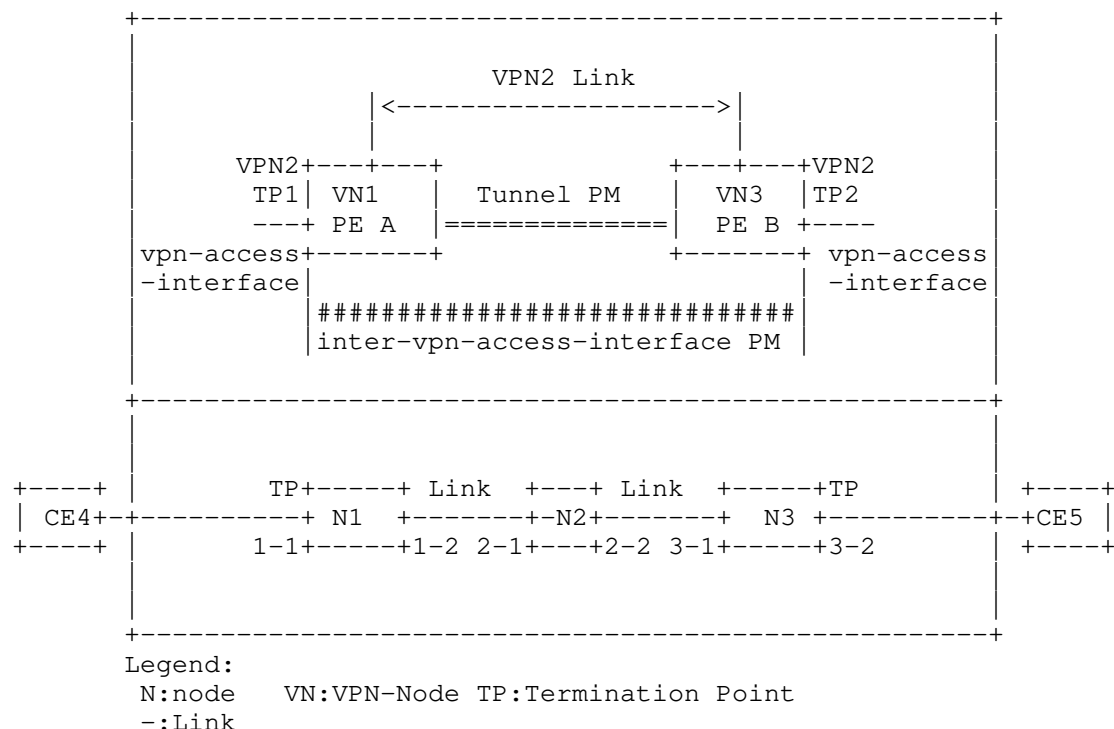 VPN2 Link
VPN2 VPN2
TP1 VN1 Tunnel PM VN3 TP2
PE A PE B
vpn-access vpn-access
-interface -interface
inter-vpn-access-interface PM
TP Link Link TP
CE4 N1 N2 N3 CE5
1-1 1-2 2-1 2-2 3-1 3-2
Legend:
N:node VN:VPN-Node TP:Termination Point
-:Link